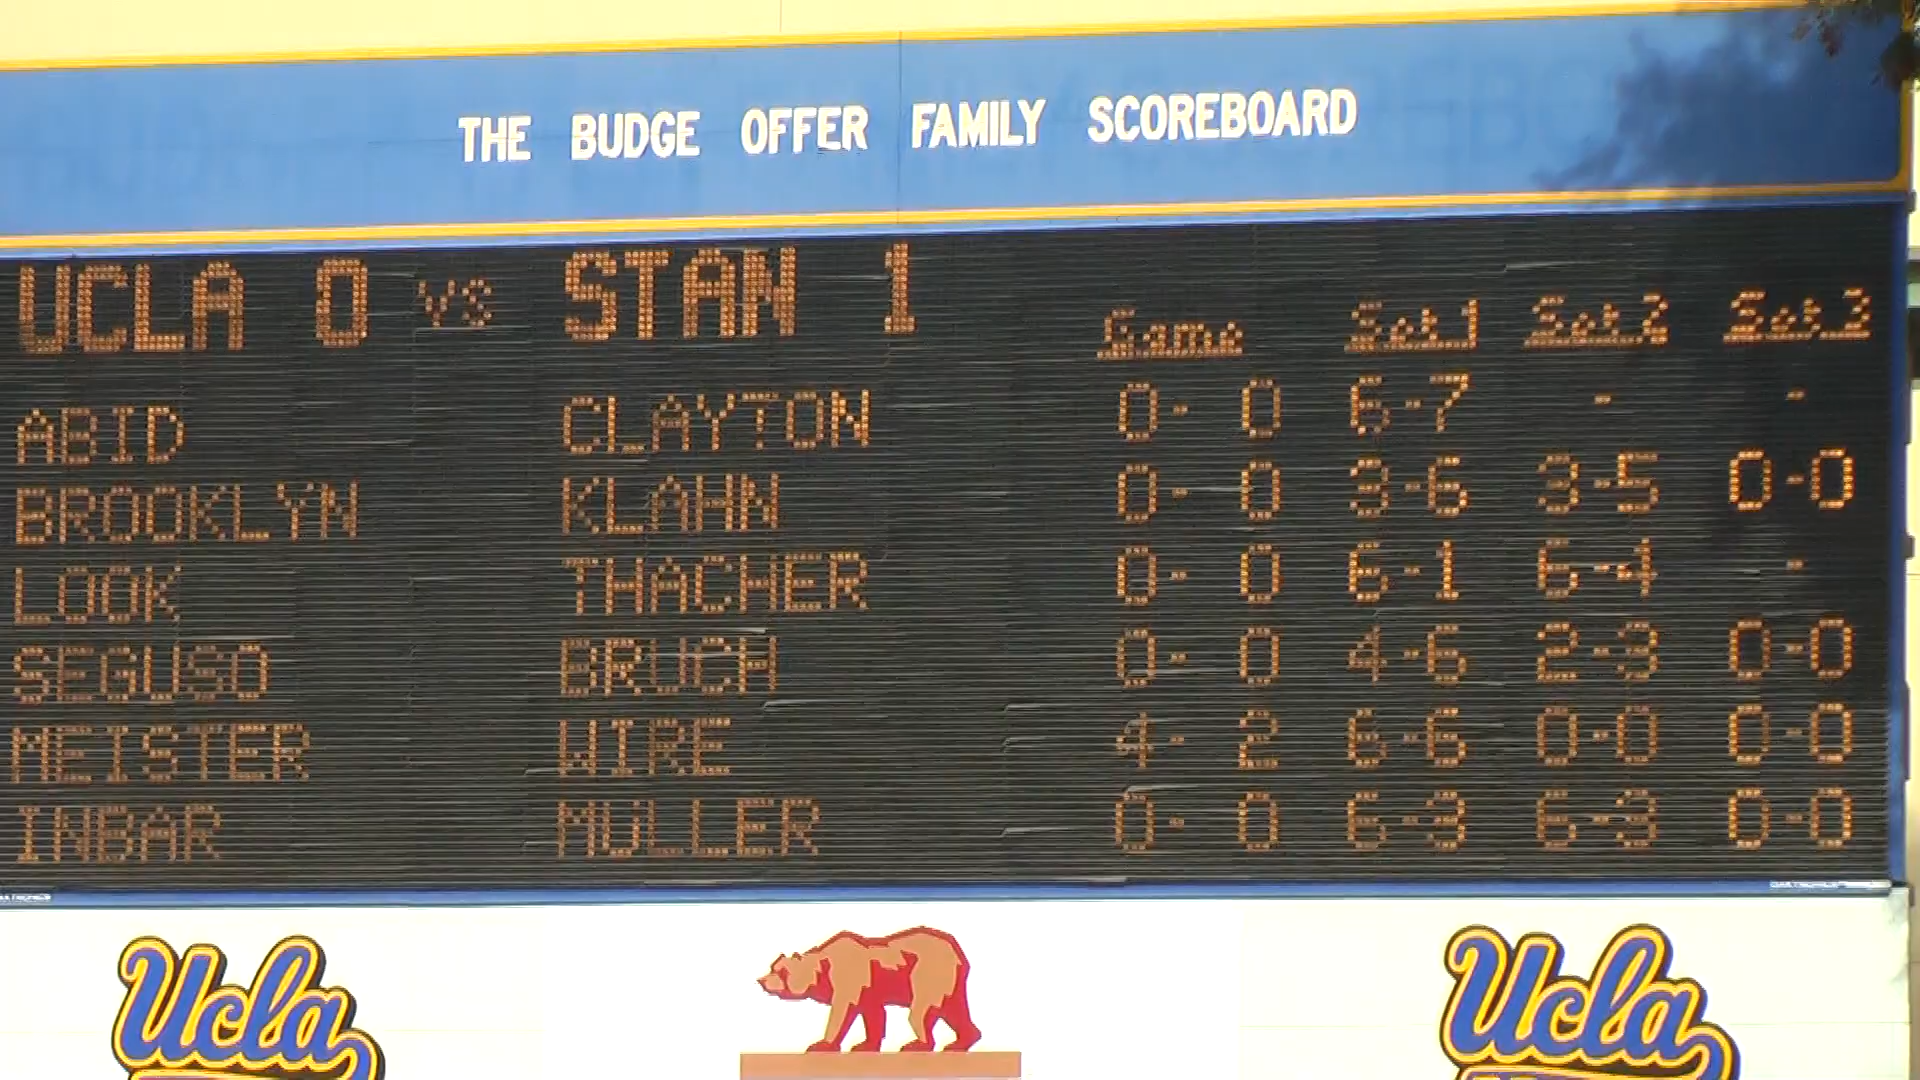 THE BUDGE OFFER FAMILY SCOREBOARD
UCLA 0 vs STAN 1 Game Set 1 Set 2 Set 3
ABID CLAYTON 0- 0 6-7 - -
BROOKLYN KLAHN 0- 0 3-6 3-5 0-0
LOOK THACHER 0- 0 6-1 6-4 -
SEGUSO BRUCH 0- 0 4-6 2-3 0-0
MEISTER WIRE 4- 2 6-6 0-0 0-0
INBAR MULLER 0- 0 6-3 6-3 0-0
Ucla Ucla